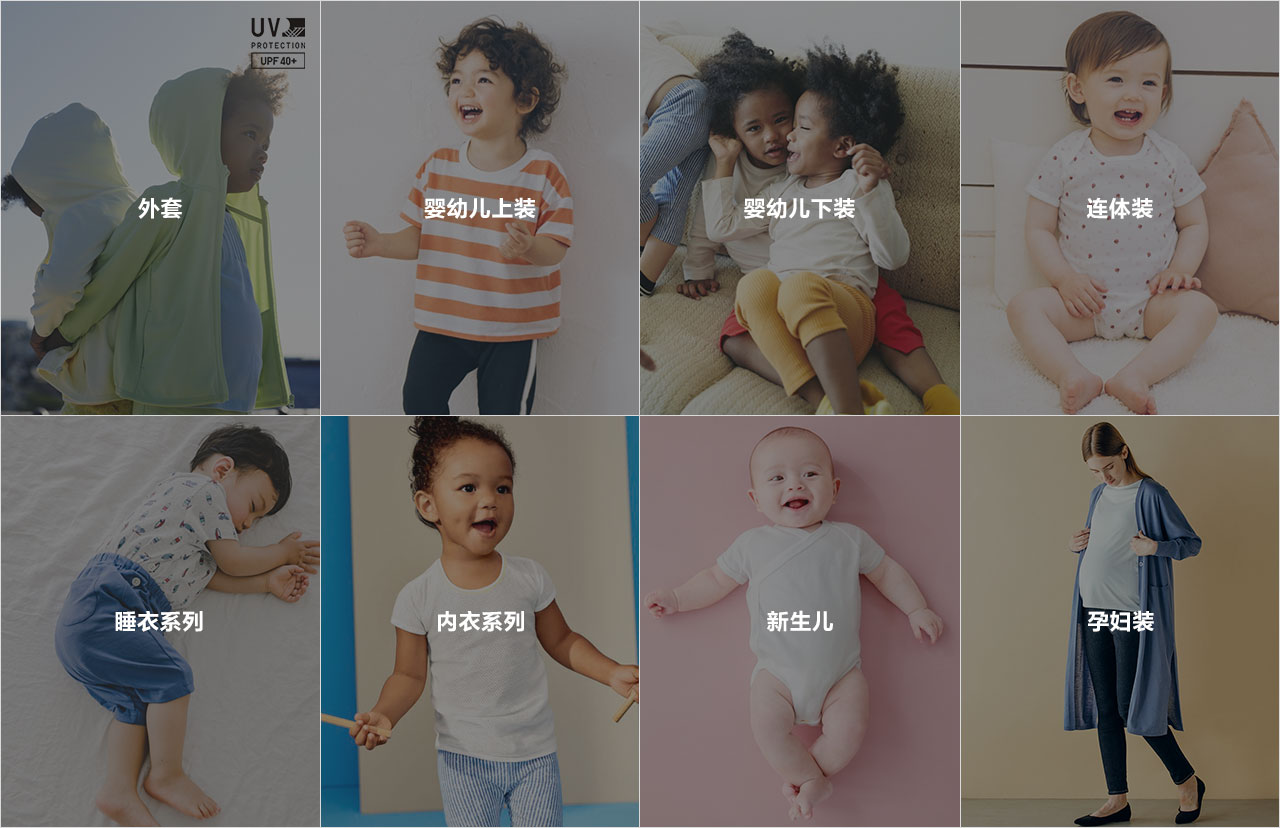 UV
PROTECTION
UPF 40+
外套
婴幼儿上装
婴幼儿下装
连体装
睡衣系列
内衣系列
新生儿
孕妇装